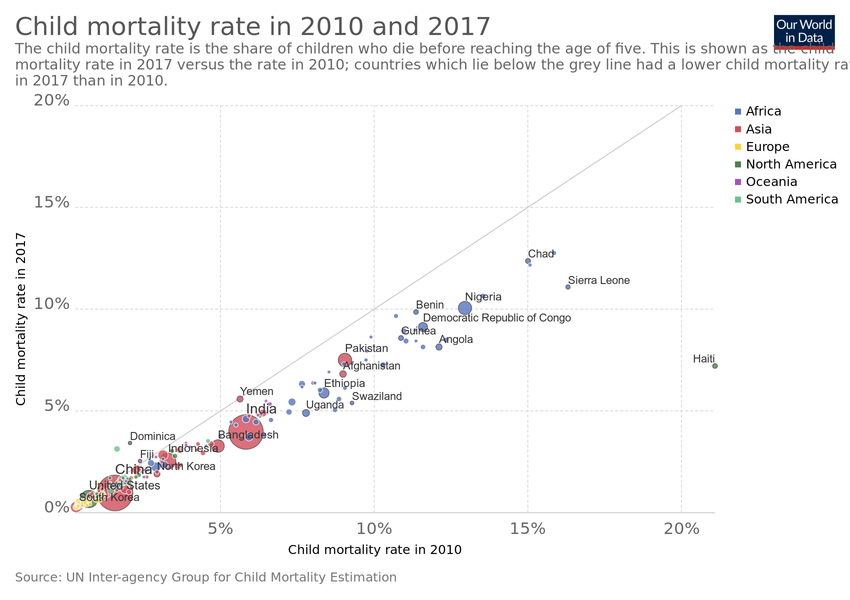 Child mortality rate in 2010 and 2017
Our World
in Data
The child mortality rate is the share of children who die before reaching the age of five. This is shown as the child
mortality rate in 2017 versus the rate in 2010; countries which lie below the grey line had a lower child mortality ra
in 2017 than in 2010.
20%
15%
10%
5%
0%
Child mortality rate in 2017
Africa
Asia
Europe
North America
Oceania
South America
Chad
Sierra Leone
Nigeria
Benin
Democratic Republic of Congo
Guinea
Angola
Pakistan
Haiti
Afghanistan
Ethiopia
Yemen
Swaziland
India
Uganda
Bangladesh
Dominica
Indonesia
Fiji
North Korea
China
United States
South Korea
5%
10%
15%
20%
Child mortality rate in 2010
Source: UN Inter-agency Group for Child Mortality Estimation